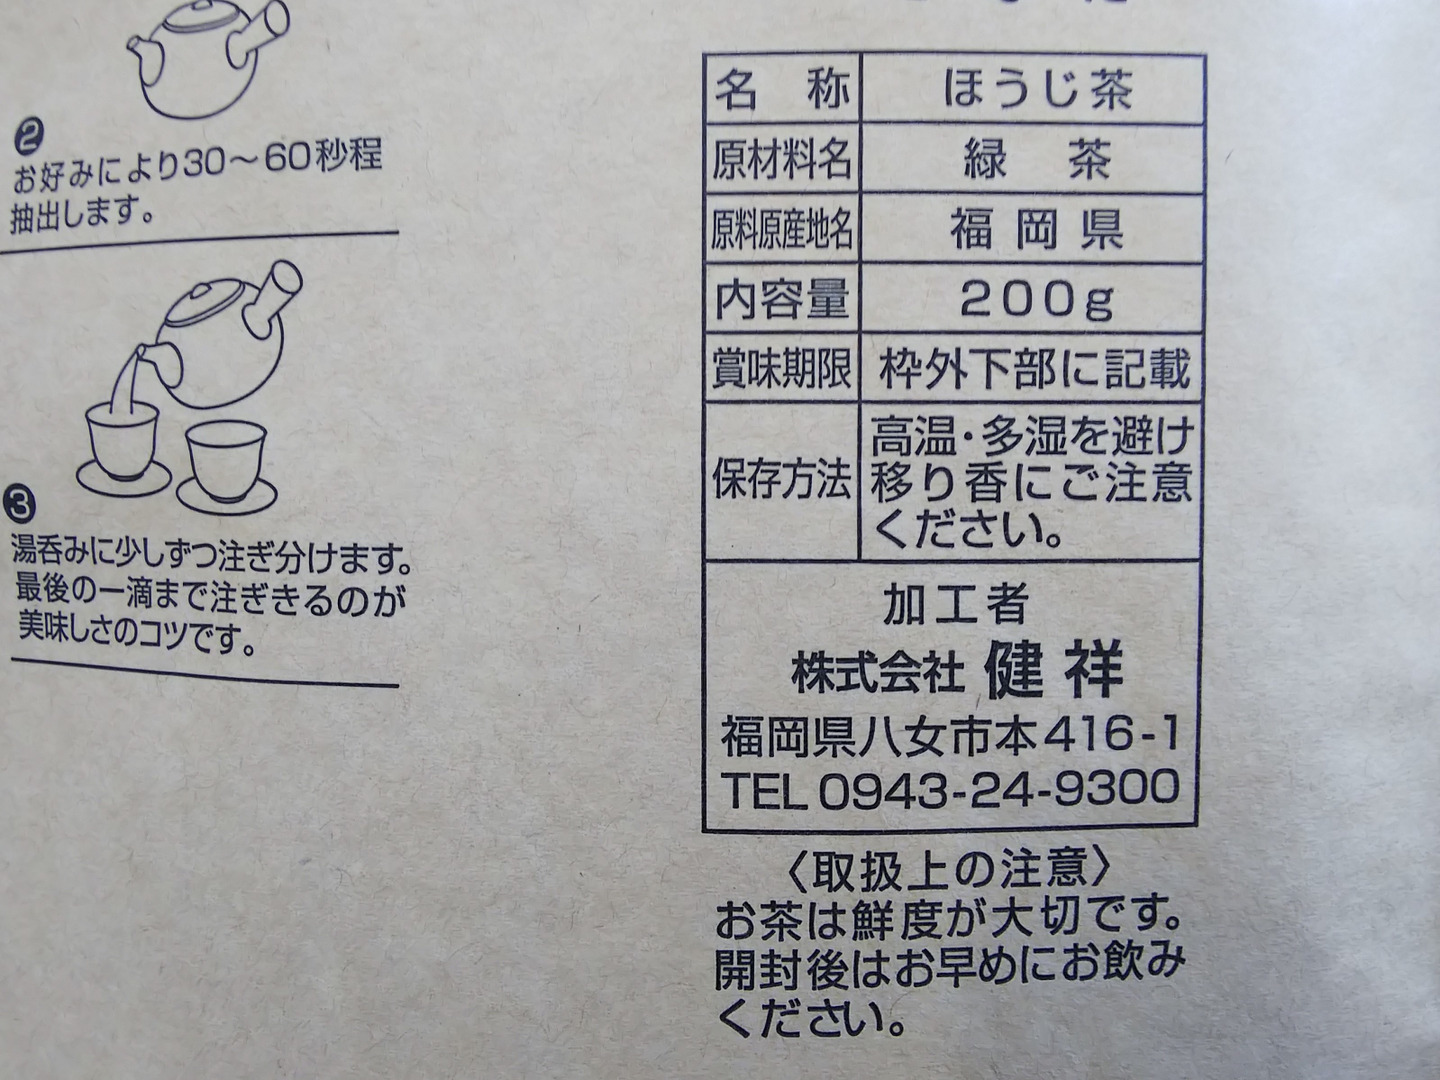 ❷
お好みにより30～60秒程
抽出します。
❸
湯呑みに少しずつ注ぎ分けます。
最後の一滴まで注ぎきるのが
美味しさのコツです。
名称 ほうじ茶
原材料名 緑茶
原料原産地名 福岡県
内容量 200g
賞味期限 枠外下部に記載
保存方法 高温・多湿を避け
移り香にご注意
ください。
加工者
株式会社 健祥
福岡県八女市本416-1
TEL 0943-24-9300
〈取扱上の注意〉
お茶は鮮度が大切です。
開封後はお早めにお飲み
ください。